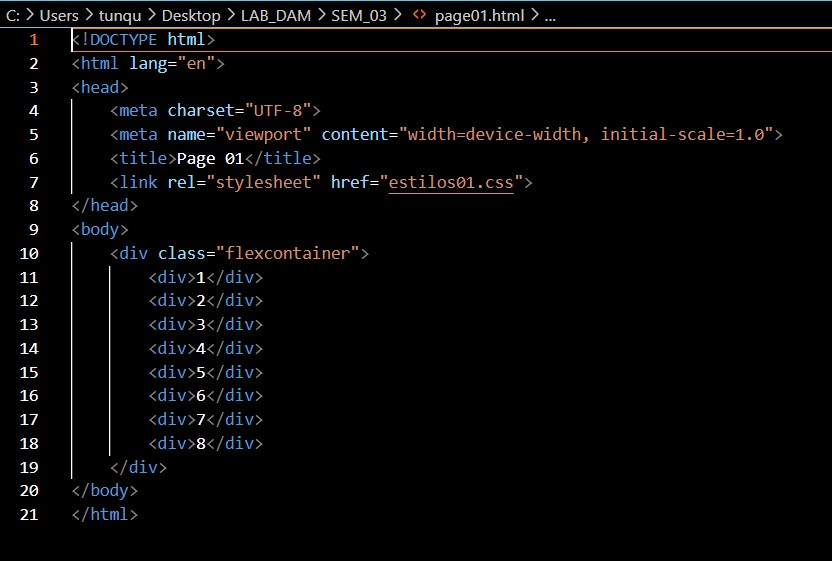 C: > Users > tunqu > Desktop > LAB_DAM > SEM_03 > <> page01.html > ...
1 <!DOCTYPE html>
2 <html lang="en">
3 <head>
4     <meta charset="UTF-8">
5     <meta name="viewport" content="width=device-width, initial-scale=1.0">
6     <title>Page 01</title>
7     <link rel="stylesheet" href="estilos01.css">
8 </head>
9 <body>
10     <div class="flexcontainer">
11         <div>1</div>
12         <div>2</div>
13         <div>3</div>
14         <div>4</div>
15         <div>5</div>
16         <div>6</div>
17         <div>7</div>
18         <div>8</div>
19     </div>
20 </body>
21 </html>